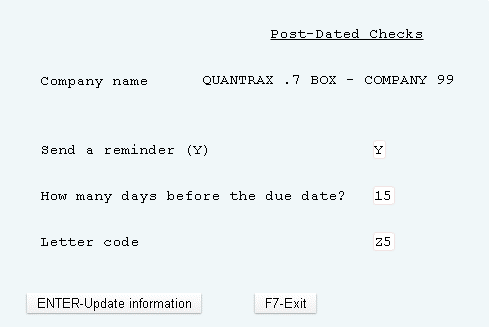 Post-Dated Checks
Company name QUANTRAX .7 BOX - COMPANY 99
Send a reminder (Y) Y
How many days before the due date? 15
Letter code Z5
ENTER-Update information F7-Exit